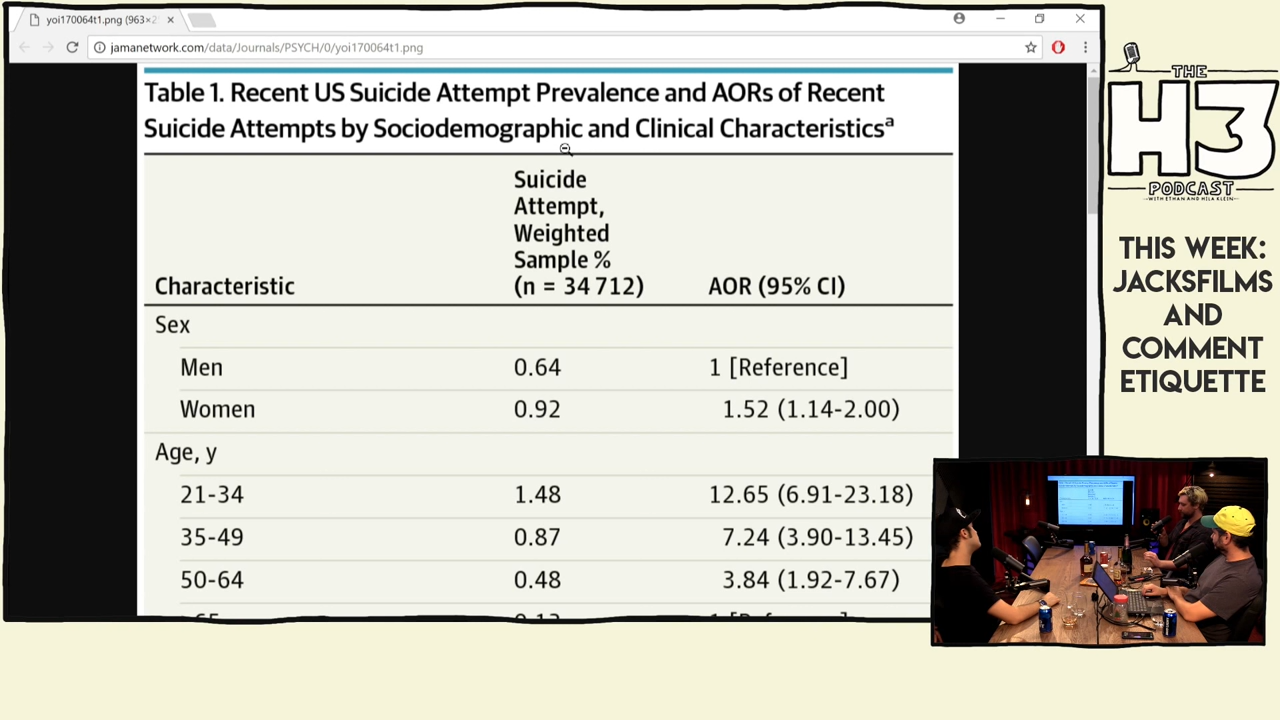 yoi170064t1.png (963×2
jamanetwork.com/data/Journals/PSYCH/0/yoi170064t1.png
Table 1. Recent US Suicide Attempt Prevalence and AORs of Recent
Suicide Attempts by Sociodemographic and Clinical Characteristicsᵃ
Characteristic
Suicide
Attempt,
Weighted
Sample %
(n = 34 712)
AOR (95% CI)
Sex
Men 0.64 1 [Reference]
Women 0.92 1.52 (1.14-2.00)
Age, y
21-34 1.48 12.65 (6.91-23.18)
35-49 0.87 7.24 (3.90-13.45)
50-64 0.48 3.84 (1.92-7.67)
THE
H3
PODCAST
WITH ETHAN AND HILA KLEIN
THIS WEEK:
JACKSFILMS
AND
COMMENT
ETIQUETTE